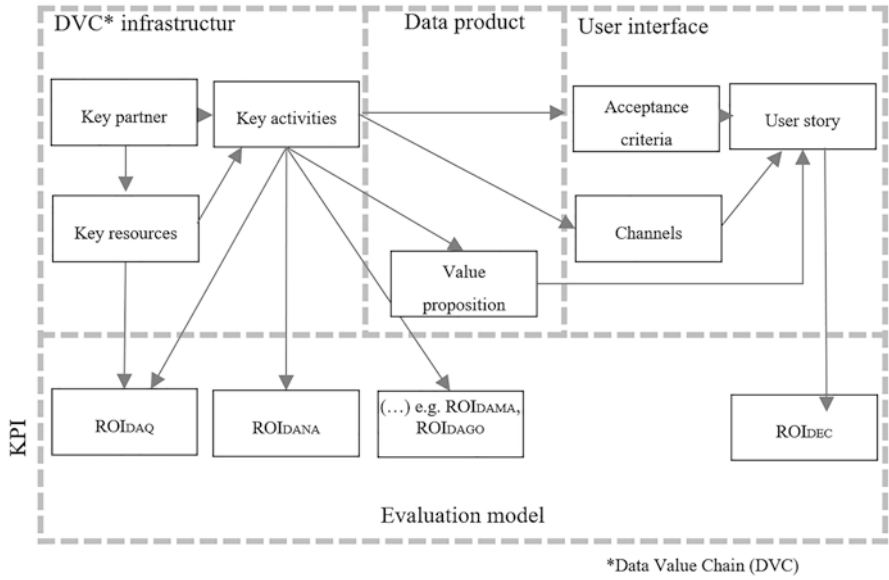 DVC* infrastructur
Data product
User interface
Key partner
Key activities
Acceptance
criteria
User story
Key resources
Channels
Value
proposition
KPI
ROIDAQ
ROIDANA
(…) e.g. ROIDAMA,
ROIDAGO
ROIDEC
Evaluation model
*Data Value Chain (DVC)